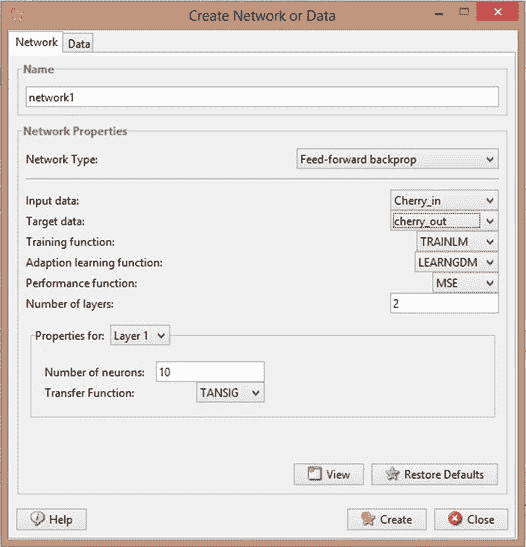 Create Network or Data
Network Data
Name
network1
Network Properties
Network Type: Feed-forward backprop
Input data: Cherry_in
Target data: cherry_out
Training function: TRAINLM
Adaption learning function: LEARNGDM
Performance function: MSE
Number of layers: 2
Properties for: Layer 1
Number of neurons: 10
Transfer Function: TANSIG
View Restore Defaults
Help Create Close